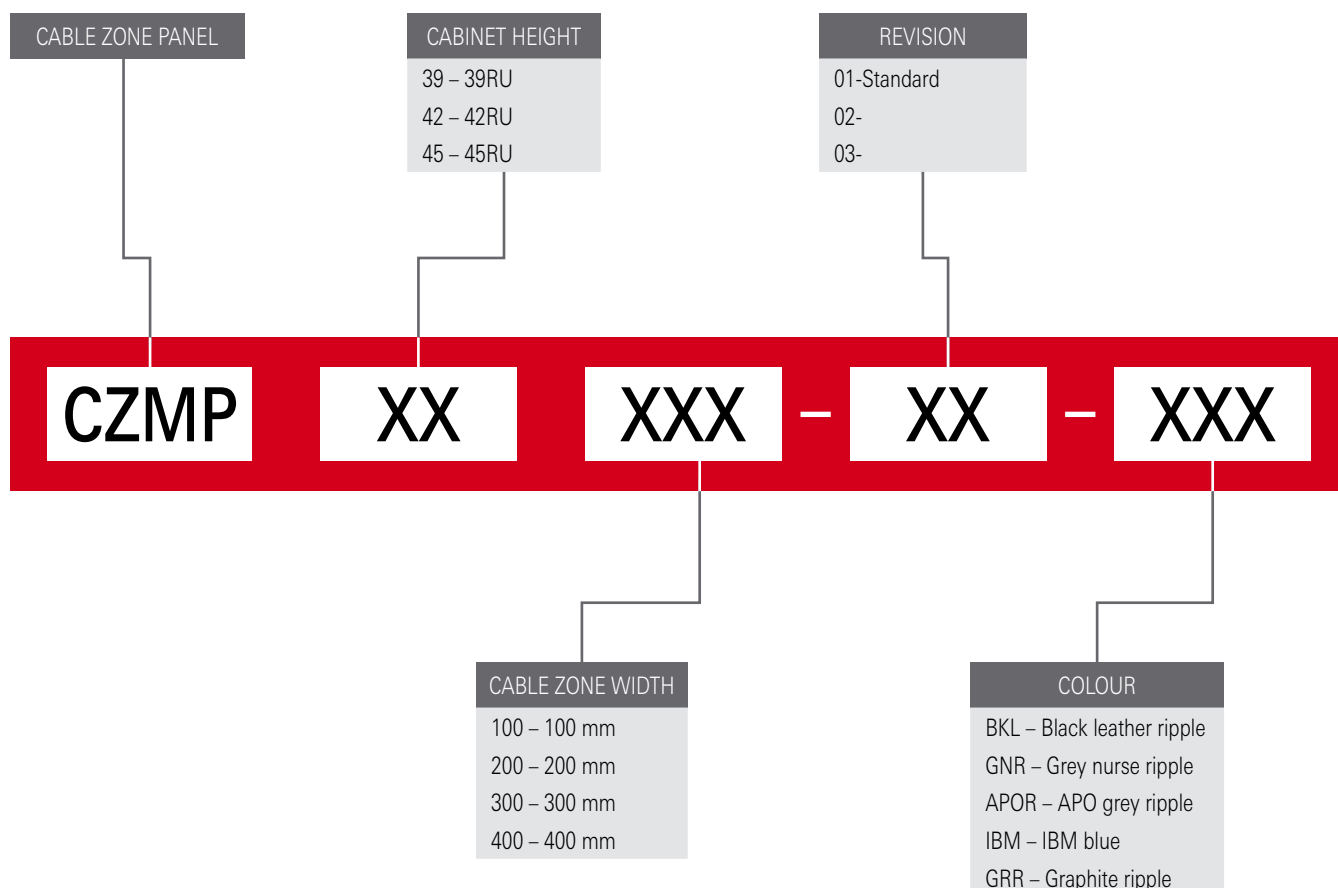 CABLE ZONE PANEL
CABINET HEIGHT
39 – 39RU
42 – 42RU
45 – 45RU
REVISION
01-Standard
02-
03-
CZMP XX XXX – XX – XXX
CABLE ZONE WIDTH
100 – 100 mm
200 – 200 mm
300 – 300 mm
400 – 400 mm
COLOUR
BKL – Black leather ripple
GNR – Grey nurse ripple
APOR – APO grey ripple
IBM – IBM blue
GRR – Graphite ripple